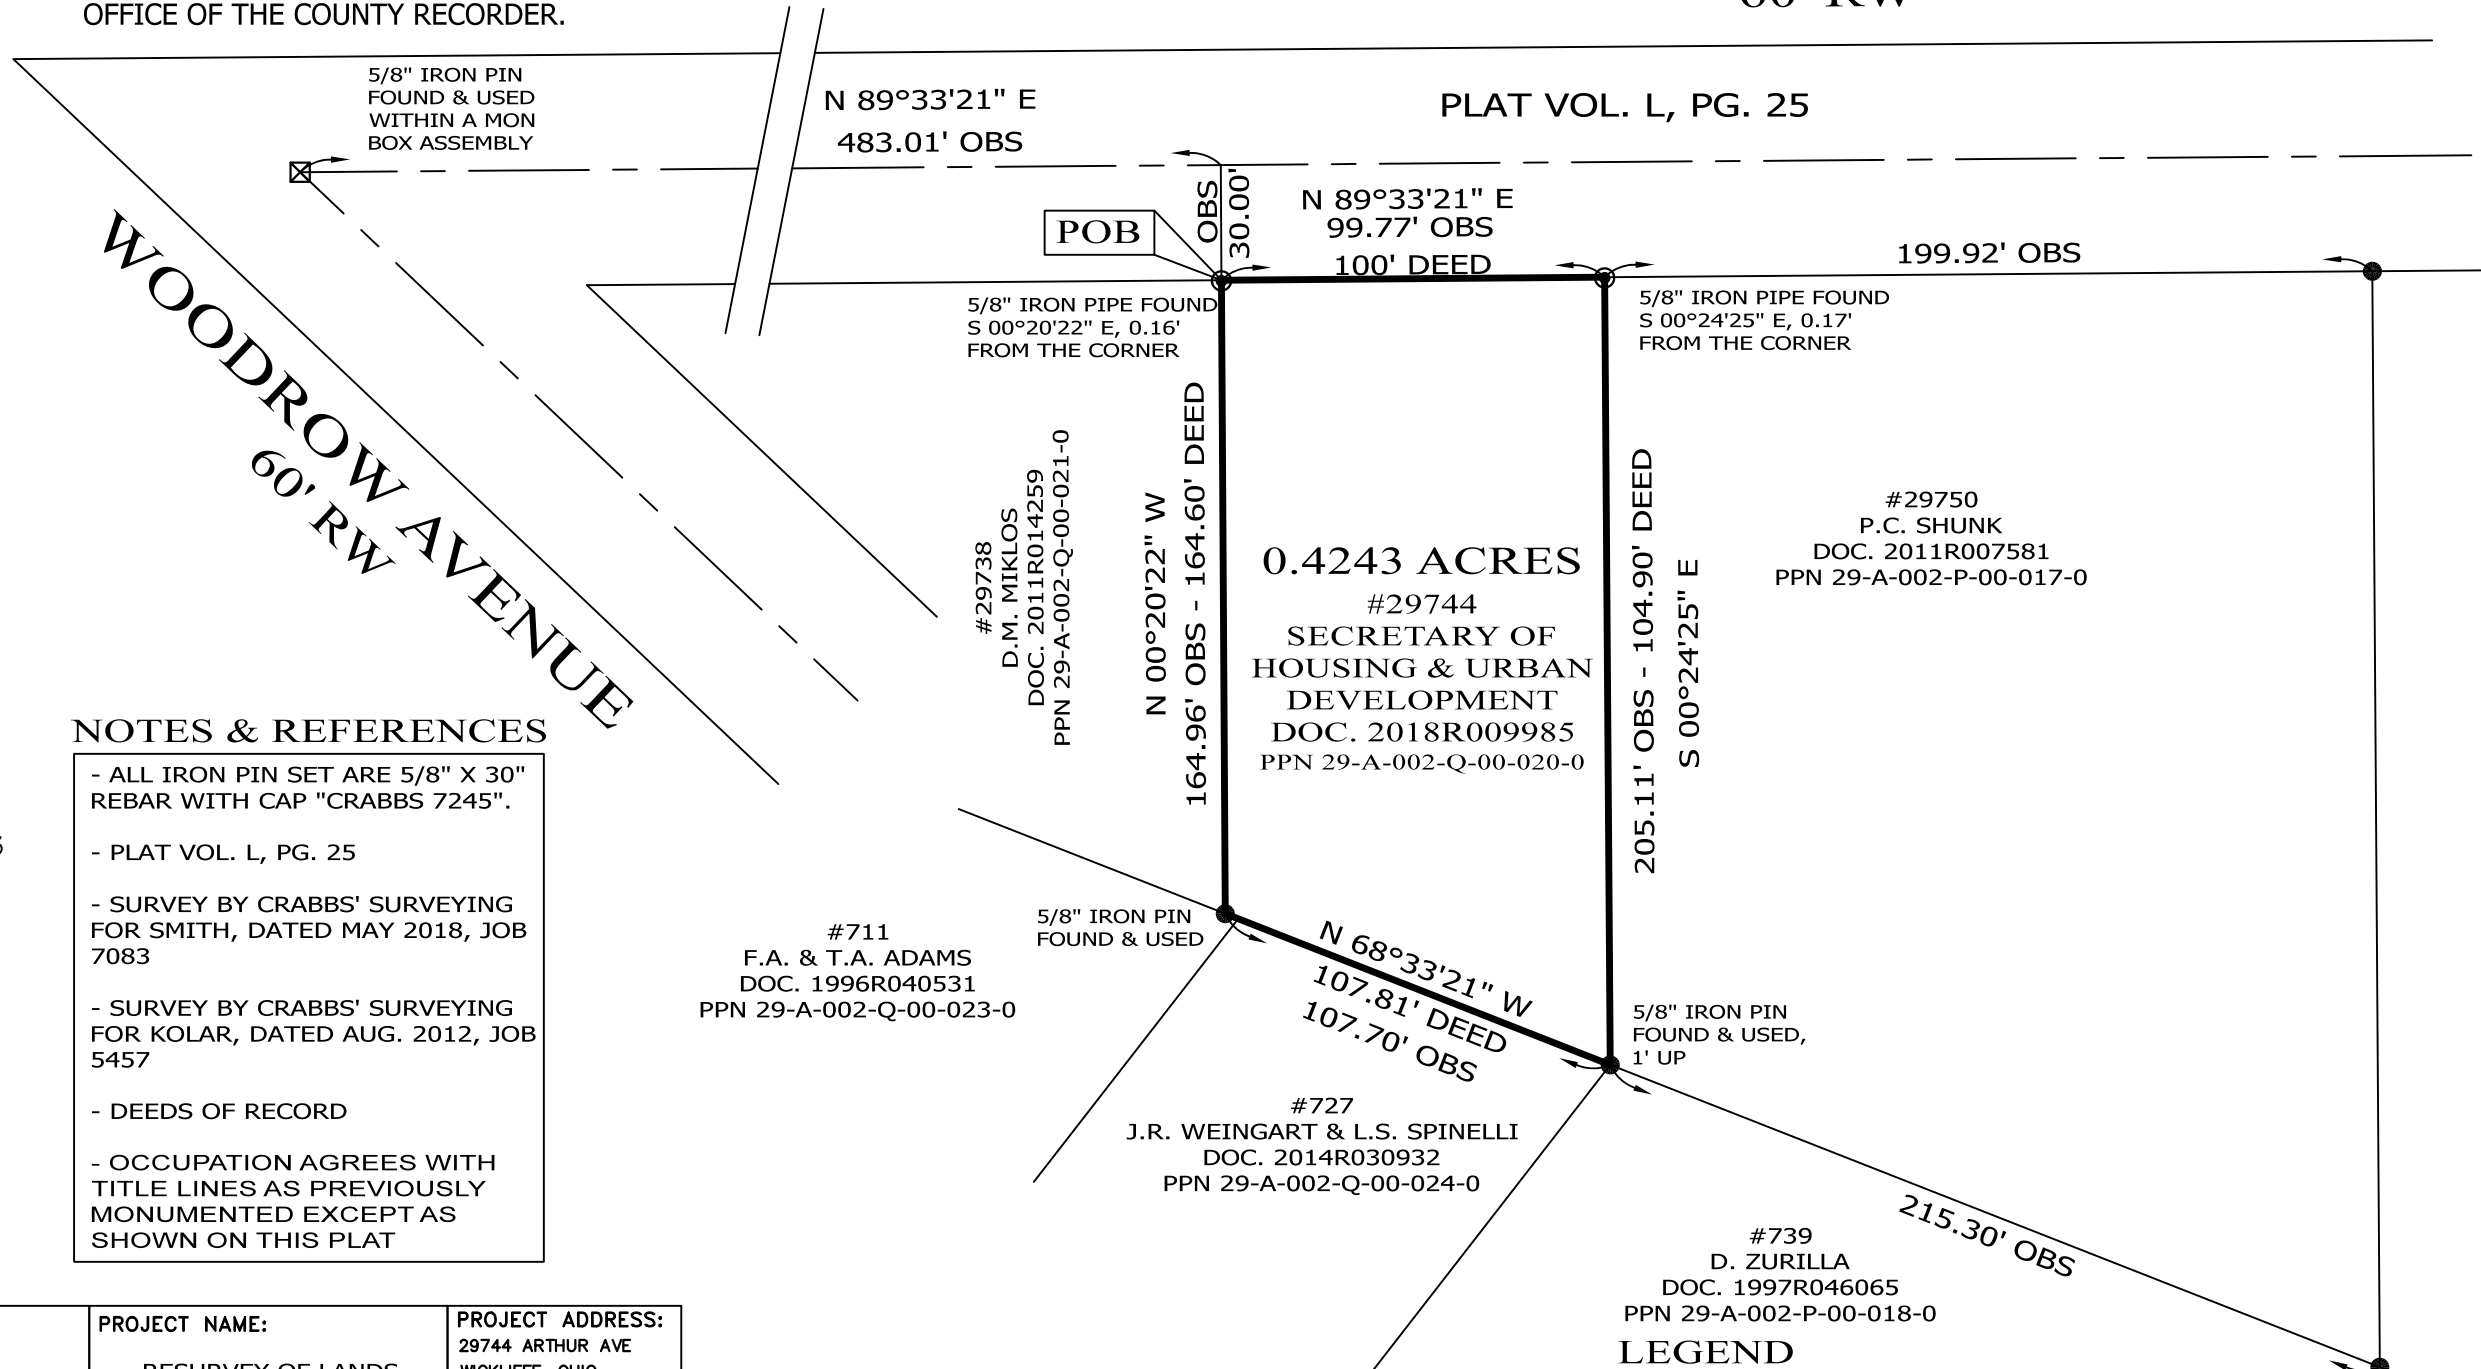 OFFICE OF THE COUNTY RECORDER.
60' RW
5/8" IRON PIN
FOUND & USED
WITHIN A MON
BOX ASSEMBLY
N 89°33'21" E
483.01' OBS
PLAT VOL. L, PG. 25
OBS
30.00'
POB
N 89°33'21" E
99.77' OBS
100' DEED
199.92' OBS
5/8" IRON PIPE FOUND
S 00°20'22" E, 0.16'
FROM THE CORNER
5/8" IRON PIPE FOUND
S 00°24'25" E, 0.17'
FROM THE CORNER
WOODROW AVENUE
60' RW
#29738
D.M. MIKLOS
DOC. 2011R014259
PPN 29-A-002-Q-00-021-0
N 00°20'22" W
164.96' OBS - 164.60' DEED
0.4243 ACRES
#29744
SECRETARY OF
HOUSING & URBAN
DEVELOPMENT
DOC. 2018R009985
PPN 29-A-002-Q-00-020-0
205.11' OBS - 104.90' DEED
S 00°24'25" E
#29750
P.C. SHUNK
DOC. 2011R007581
PPN 29-A-002-P-00-017-0
NOTES & REFERENCES
- ALL IRON PIN SET ARE 5/8" X 30"
REBAR WITH CAP "CRABBS 7245".
- PLAT VOL. L, PG. 25
- SURVEY BY CRABBS' SURVEYING
FOR SMITH, DATED MAY 2018, JOB
7083
- SURVEY BY CRABBS' SURVEYING
FOR KOLAR, DATED AUG. 2012, JOB
5457
- DEEDS OF RECORD
- OCCUPATION AGREES WITH
TITLE LINES AS PREVIOUSLY
MONUMENTED EXCEPT AS
SHOWN ON THIS PLAT
#711
F.A. & T.A. ADAMS
DOC. 1996R040531
PPN 29-A-002-Q-00-023-0
5/8" IRON PIN
FOUND & USED
N 68°33'21" W
107.81' DEED
107.70' OBS
5/8" IRON PIN
FOUND & USED,
1' UP
#727
J.R. WEINGART & L.S. SPINELLI
DOC. 2014R030932
PPN 29-A-002-Q-00-024-0
215.30' OBS
#739
D. ZURILLA
DOC. 1997R046065
PPN 29-A-002-P-00-018-0
LEGEND
PROJECT NAME:
RESURVEY OF LANDS
PROJECT ADDRESS:
29744 ARTHUR AVE
WICKLIFFE, OHIO